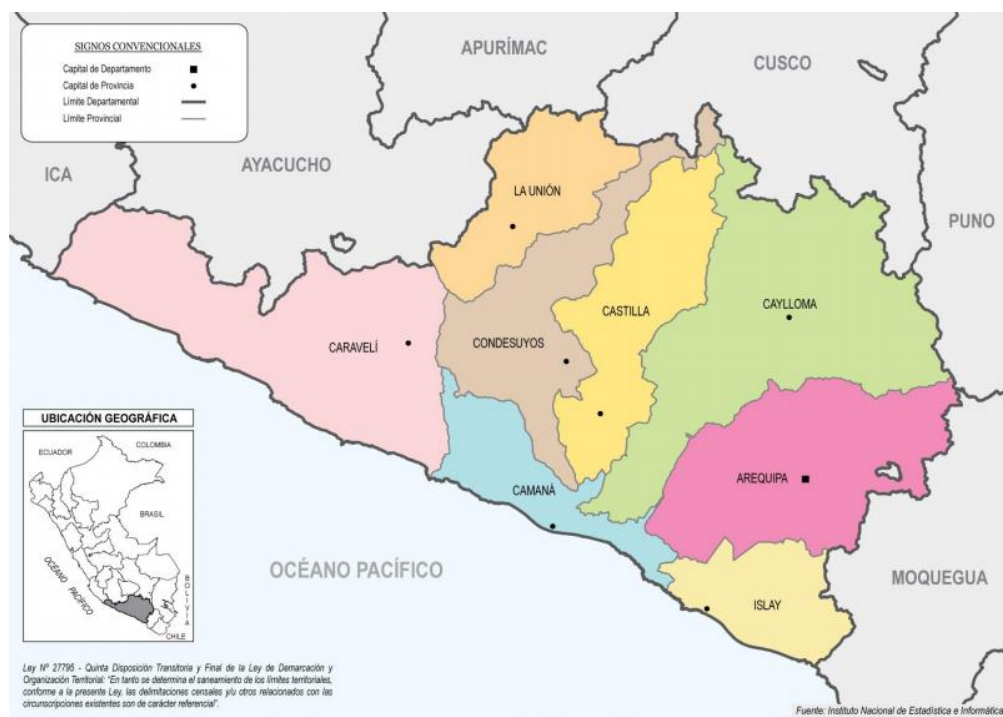 SIGNOS CONVENCIONALES
Capital de Departamento
Capital de Provincia
Límite Departamental
Límite Provincial
APURÍMAC
CUSCO
ICA
AYACUCHO
LA UNIÓN
PUNO
CASTILLA
CAYLLOMA
CARAVELÍ
CONDESUYOS
UBICACIÓN GEOGRÁFICA
ECUADOR
COLOMBIA
BRASIL
OCÉANO PACÍFICO
BOLIVIA
CHILE
AREQUIPA
CAMANÁ
OCÉANO PACÍFICO
MOQUEGUA
ISLAY
Ley Nº 27795 - Quinta Disposición Transitoria y Final de la Ley de Demarcación y
Organización Territorial: "En tanto se determina el saneamiento de los límites territoriales,
conforme a la presente Ley, las delimitaciones censales y/u otros relacionados con las
circunscripciones existentes son de carácter referencial".
Fuente: Instituto Nacional de Estadística e Informática